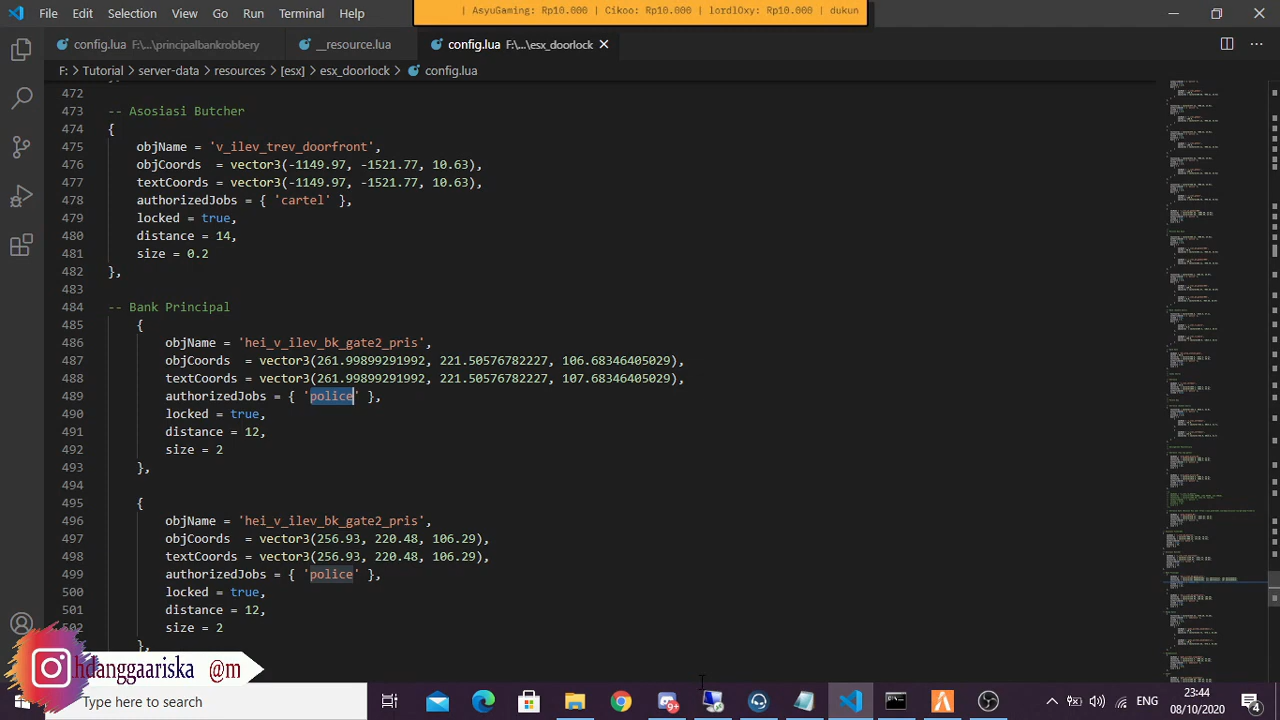 | AsyuGaming: Rp10.000 | Cikoo: Rp10.000 | lordlOxy: Rp10.000 | dukun
File Edit Selection View Go Run Terminal Help
config.lua F:\...\principalbankrobbery __resource.lua config.lua F:\...\esx_doorlock
F: > Tutorial > server-data > resources > [esx] > esx_doorlock > config.lua
472
473 -- Asosiasi Butcher
474 {
475 objName = 'v_ilev_trev_doorfront',
476 objCoords = vector3(-1149.97, -1521.77, 10.63),
477 textCoords = vector3(-1149.97, -1521.77, 10.63),
478 authorizedJobs = { 'cartel' },
479 locked = true,
480 distance = 14,
481 size = 0.2
482 },
483
484 -- Bank Principal
485 {
486 objName = 'hei_v_ilev_bk_gate2_pris',
487 objCoords = vector3(261.99899291992, 221.50576782227, 106.68346405029),
488 textCoords = vector3(261.99899291992, 221.50576782227, 107.68346405029),
489 authorizedJobs = { 'police' },
490 locked = true,
491 distance = 12,
492 size = 2
493 },
494
495 {
496 objName = 'hei_v_ilev_bk_gate2_pris',
497 objCoords = vector3(256.93, 220.48, 106.28),
498 textCoords = vector3(256.93, 220.48, 106.28),
499 authorizedJobs = { 'police' },
500 locked = true,
501 distance = 12,
502 size = 2
hdanggaariska @m
Type here to search
ENG
23:44
08/10/2020
4